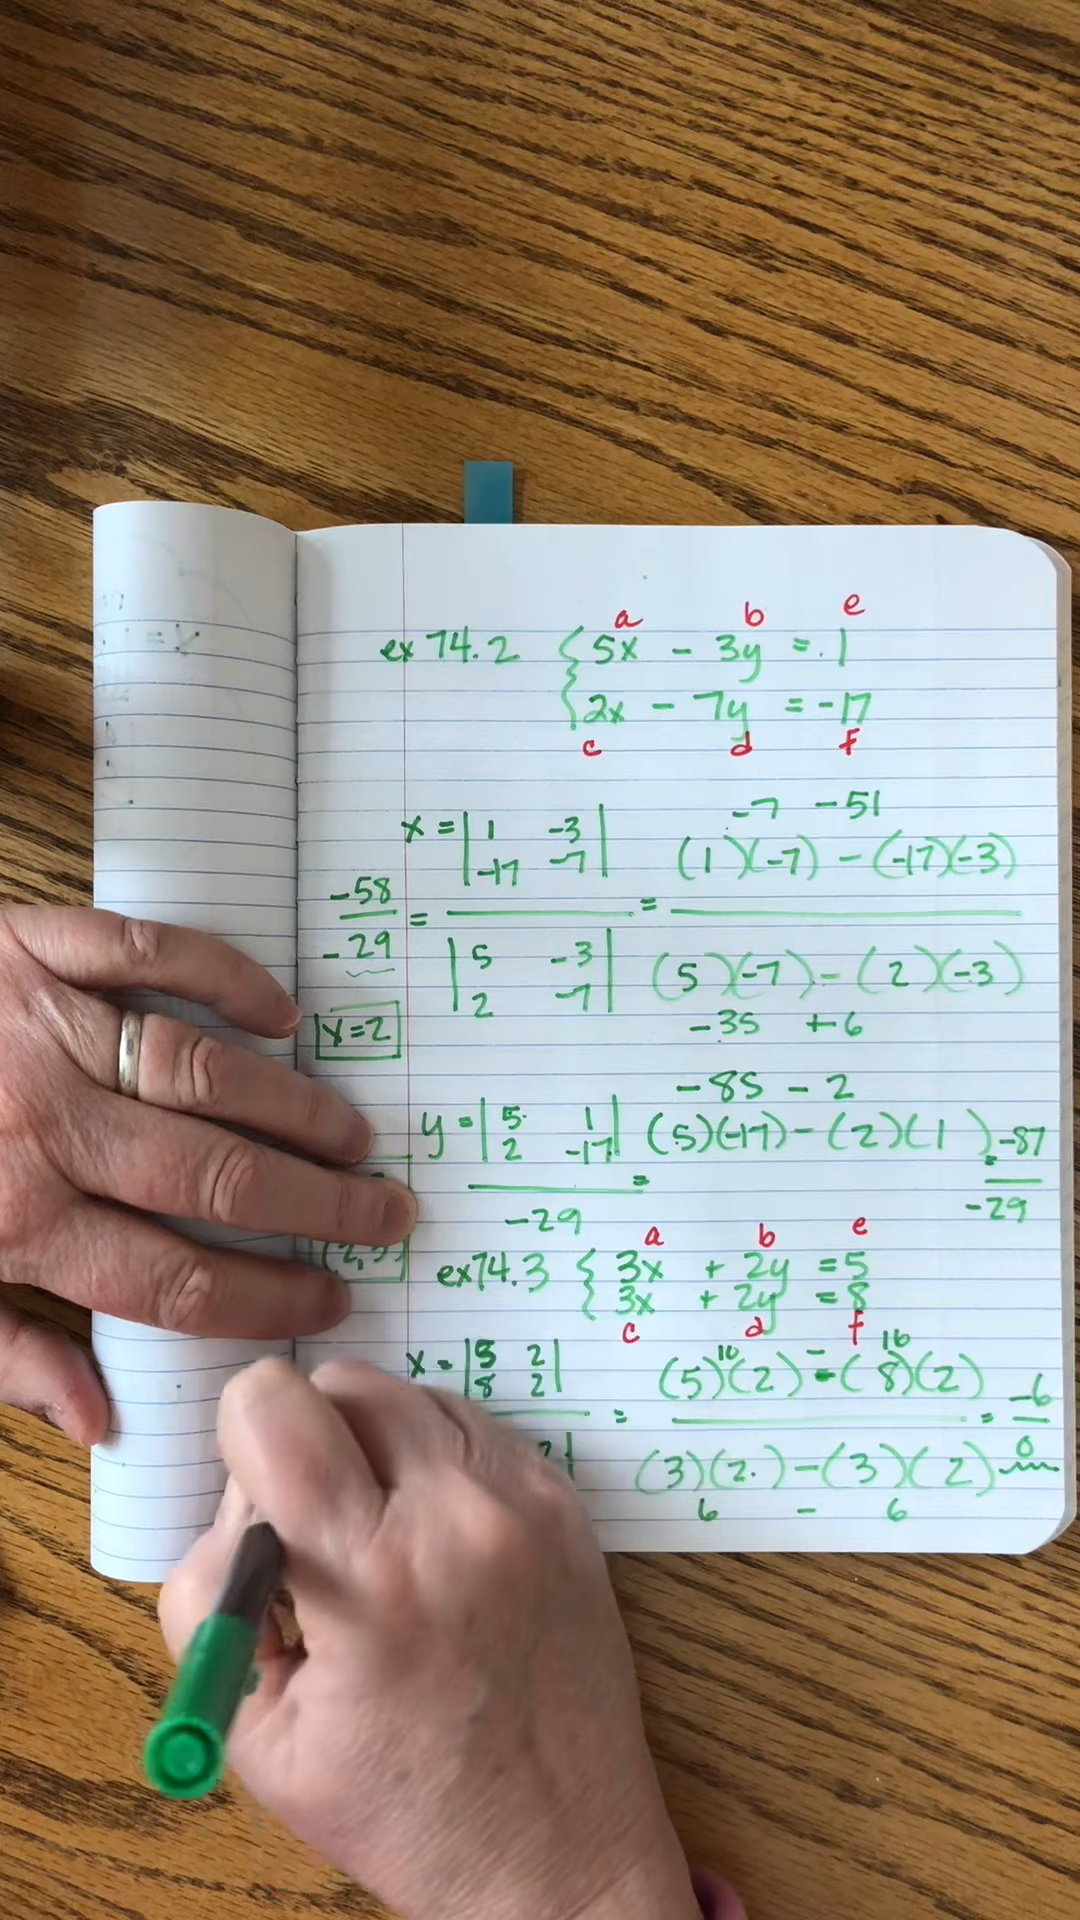 a b e
ex 74.2 { 5x - 3y = 1
2x - 7y = -17
c d f
-7 -51
x = | 1 -3 | (1)(-7) - (-17)(-3)
| -17 -7 |
-58 = =
-29 | 5 -3 | (5)(-7) - (2)(-3)
| 2 -7 |
x=2 -35 +6
-85 - 2
y = | 5 1 | (5)(-17) - (2)(1) = -87
| 2 -17 | =
-29 -29
a b e
(2,3) ex 74.3 { 3x + 2y = 5
3x + 2y = 8
c d f
10 - 16
x = | 5 2 | (5)(2) - (8)(2)
| 8 2 | = = -6
2| (3)(2) - (3)(2) 0
6 - 6